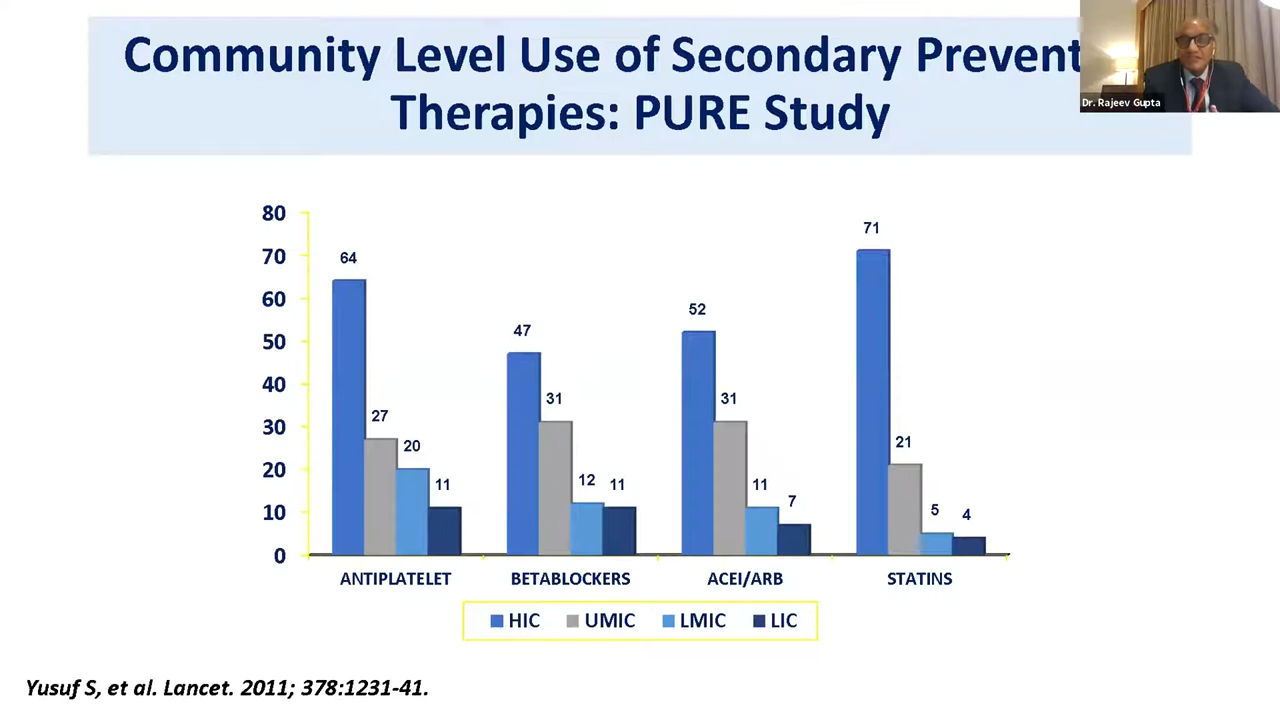 Community Level Use of Secondary Prevent
Therapies: PURE Study
Dr. Rajeev Gupta
80
70
60
50
40
30
20
10
0
64
27
20
11
47
31
12
11
52
31
11
7
71
21
5
4
ANTIPLATELET
BETABLOCKERS
ACEI/ARB
STATINS
HIC UMIC LMIC LIC
Yusuf S, et al. Lancet. 2011; 378:1231-41.